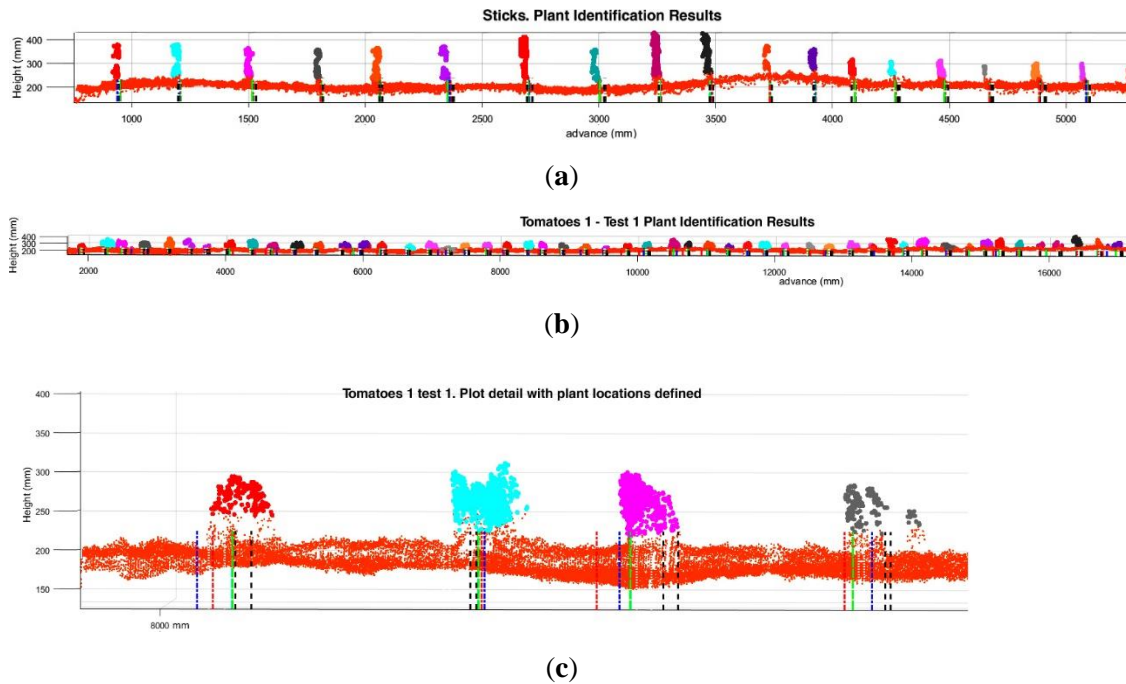 Sticks. Plant Identification Results
Height (mm)
400
300
200
1000 1500 2000 2500 3000 3500 4000 4500 5000
advance (mm)
(a)
Tomatoes 1 - Test 1 Plant Identification Results
Height (mm)
400
300
200
2000 4000 6000 8000 10000 12000 14000 16000
advance (mm)
(b)
Tomatoes 1 test 1. Plot detail with plant locations defined
Height (mm)
400
350
300
250
200
150
8000 mm
(c)